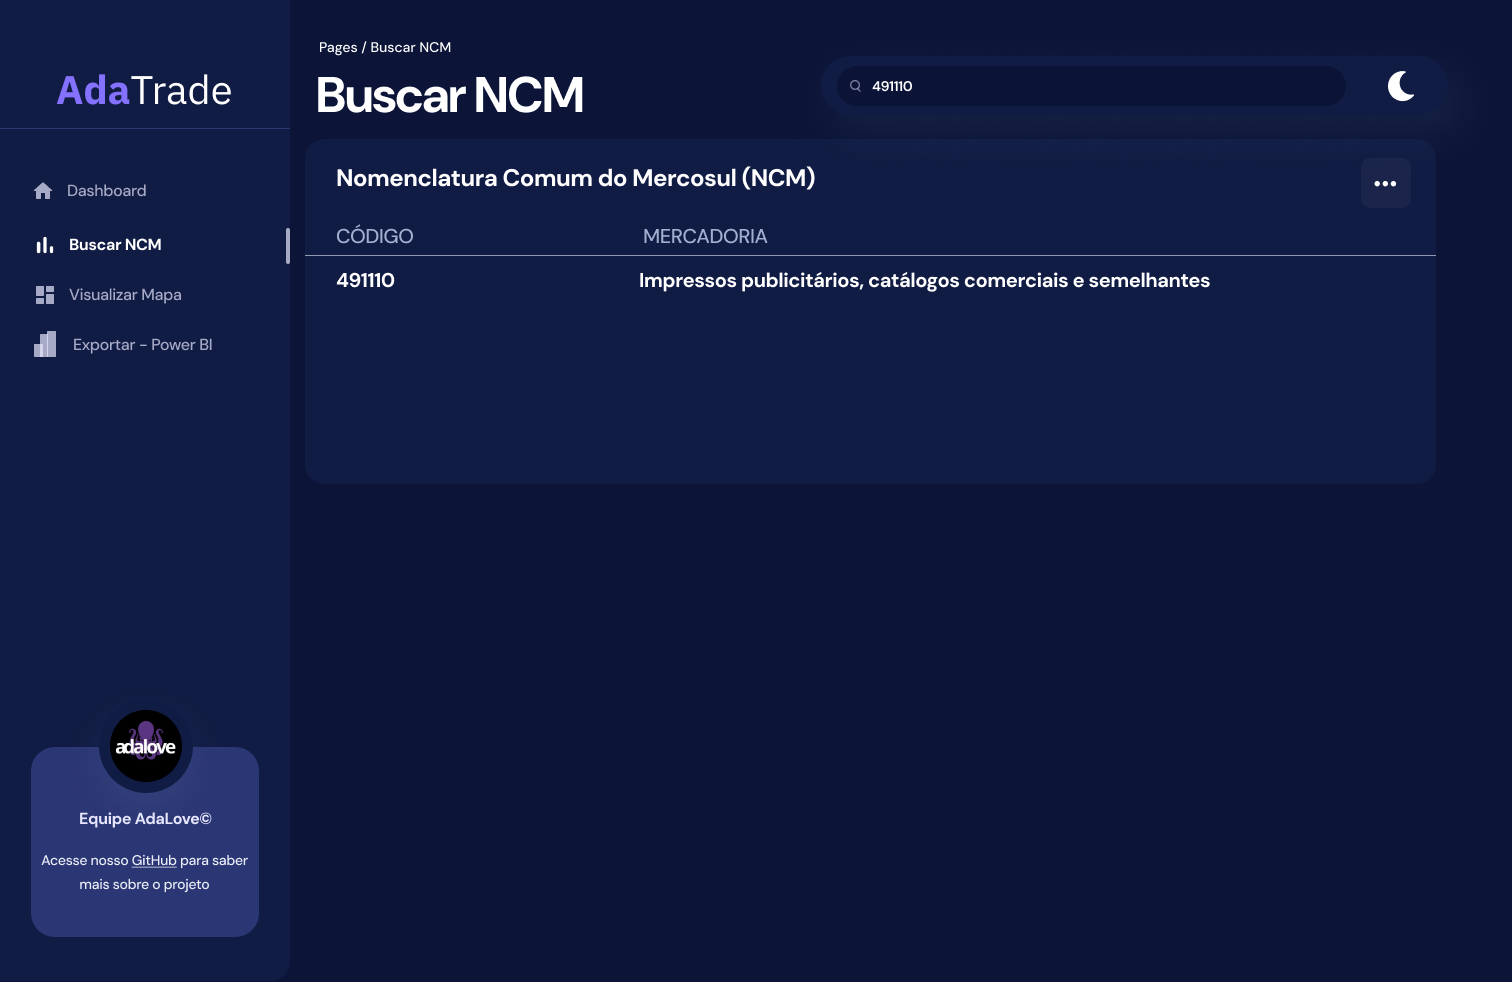 AdaTrade
Dashboard
Buscar NCM
Visualizar Mapa
Exportar - Power BI
adalove
Equipe AdaLove©
Acesse nosso GitHub para saber
mais sobre o projeto
Pages / Buscar NCM
Buscar NCM
491110
Nomenclatura Comum do Mercosul (NCM)
CÓDIGO MERCADORIA
491110 Impressos publicitários, catálogos comerciais e semelhantes